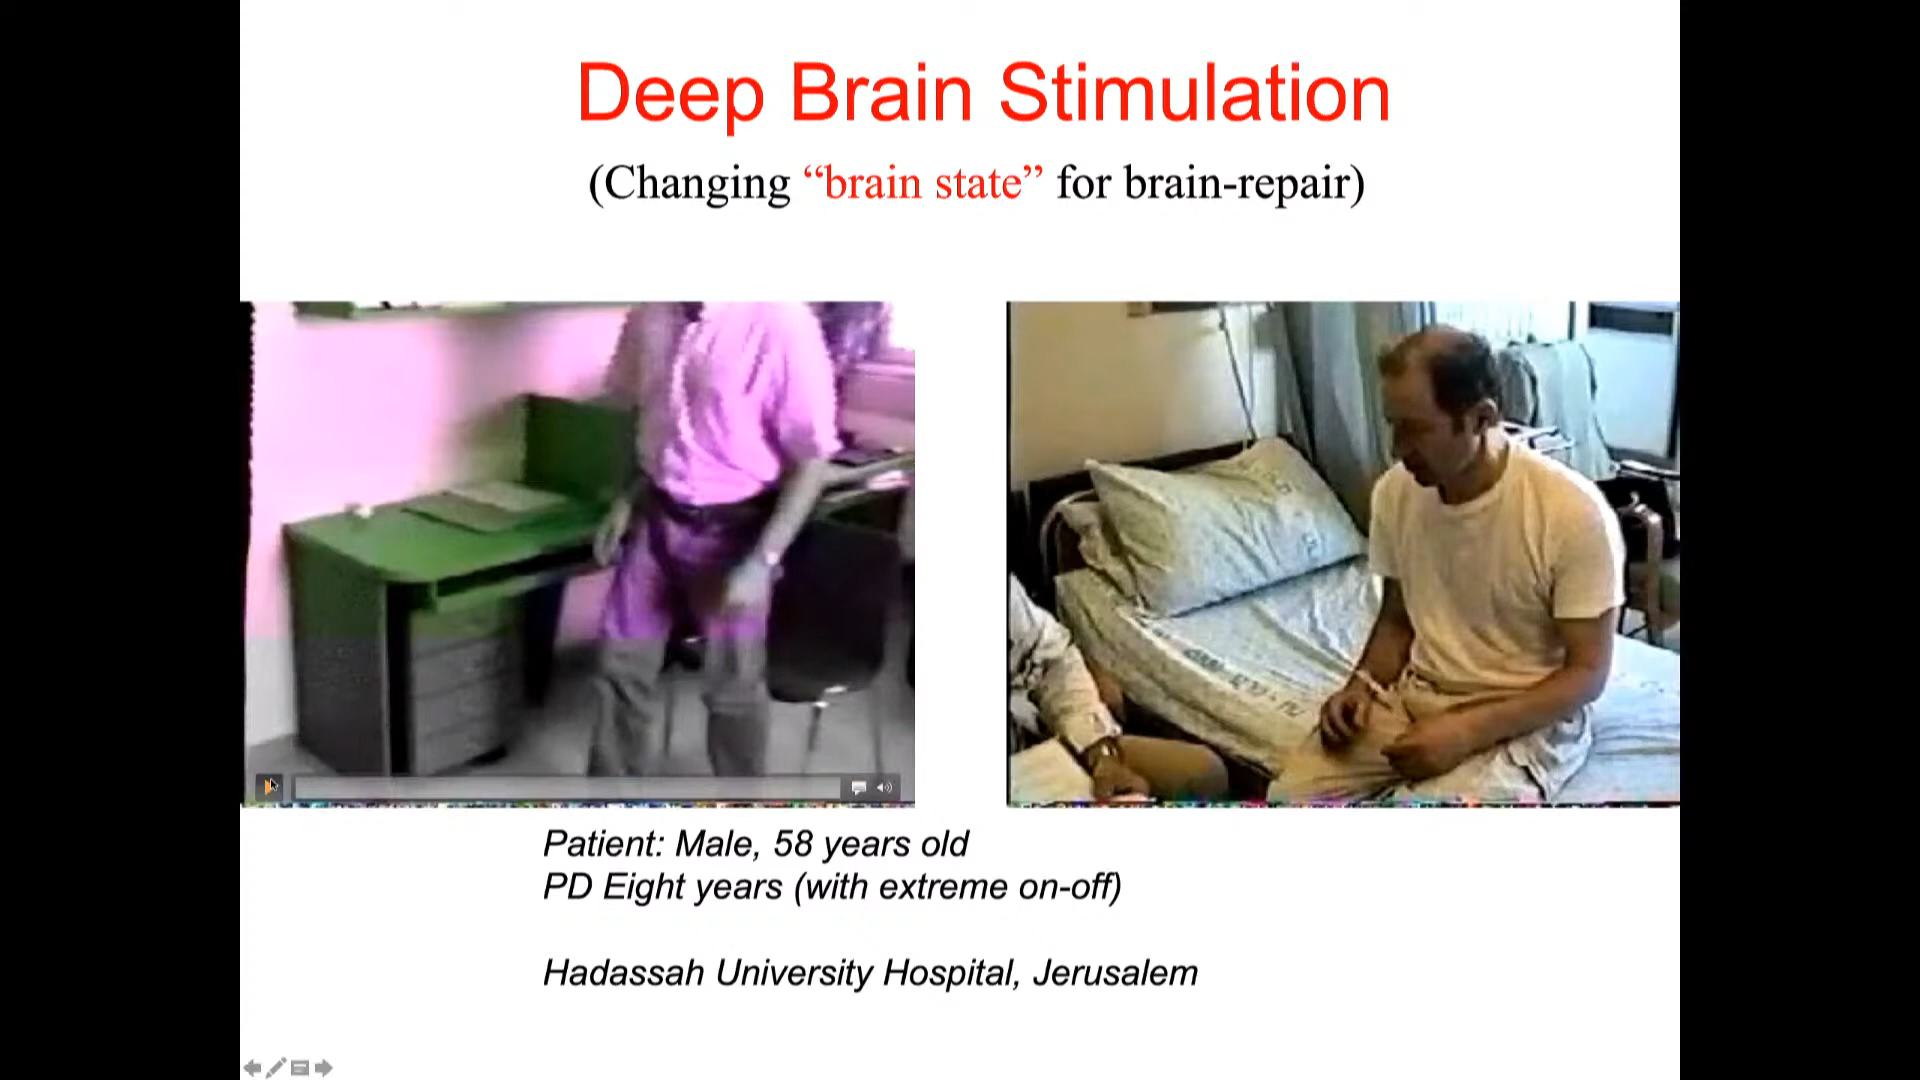 Deep Brain Stimulation
(Changing “brain state” for brain-repair)
Patient: Male, 58 years old
PD Eight years (with extreme on-off)
Hadassah University Hospital, Jerusalem